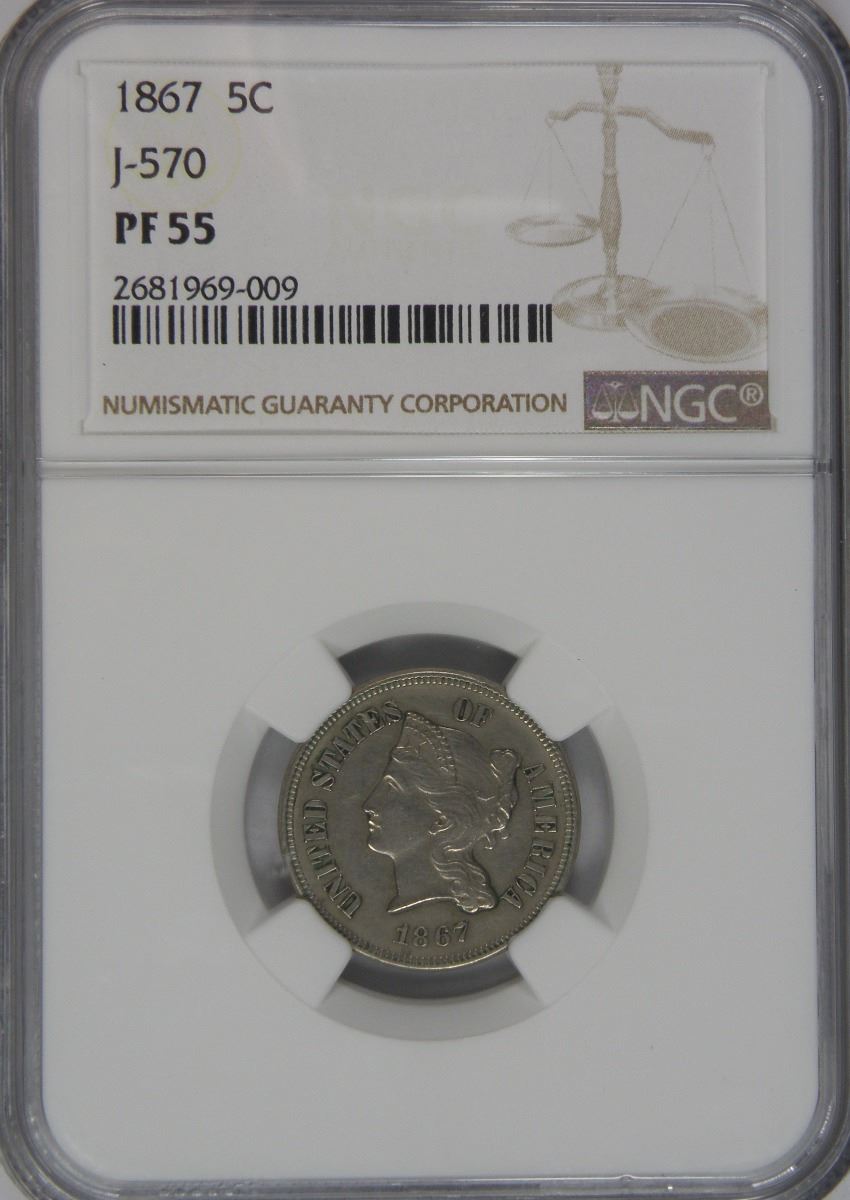 1867 5C
J-570
PF 55
2681969-009
NUMISMATIC GUARANTY CORPORATION NGC®
UNITED STATES OF AMERICA
1867